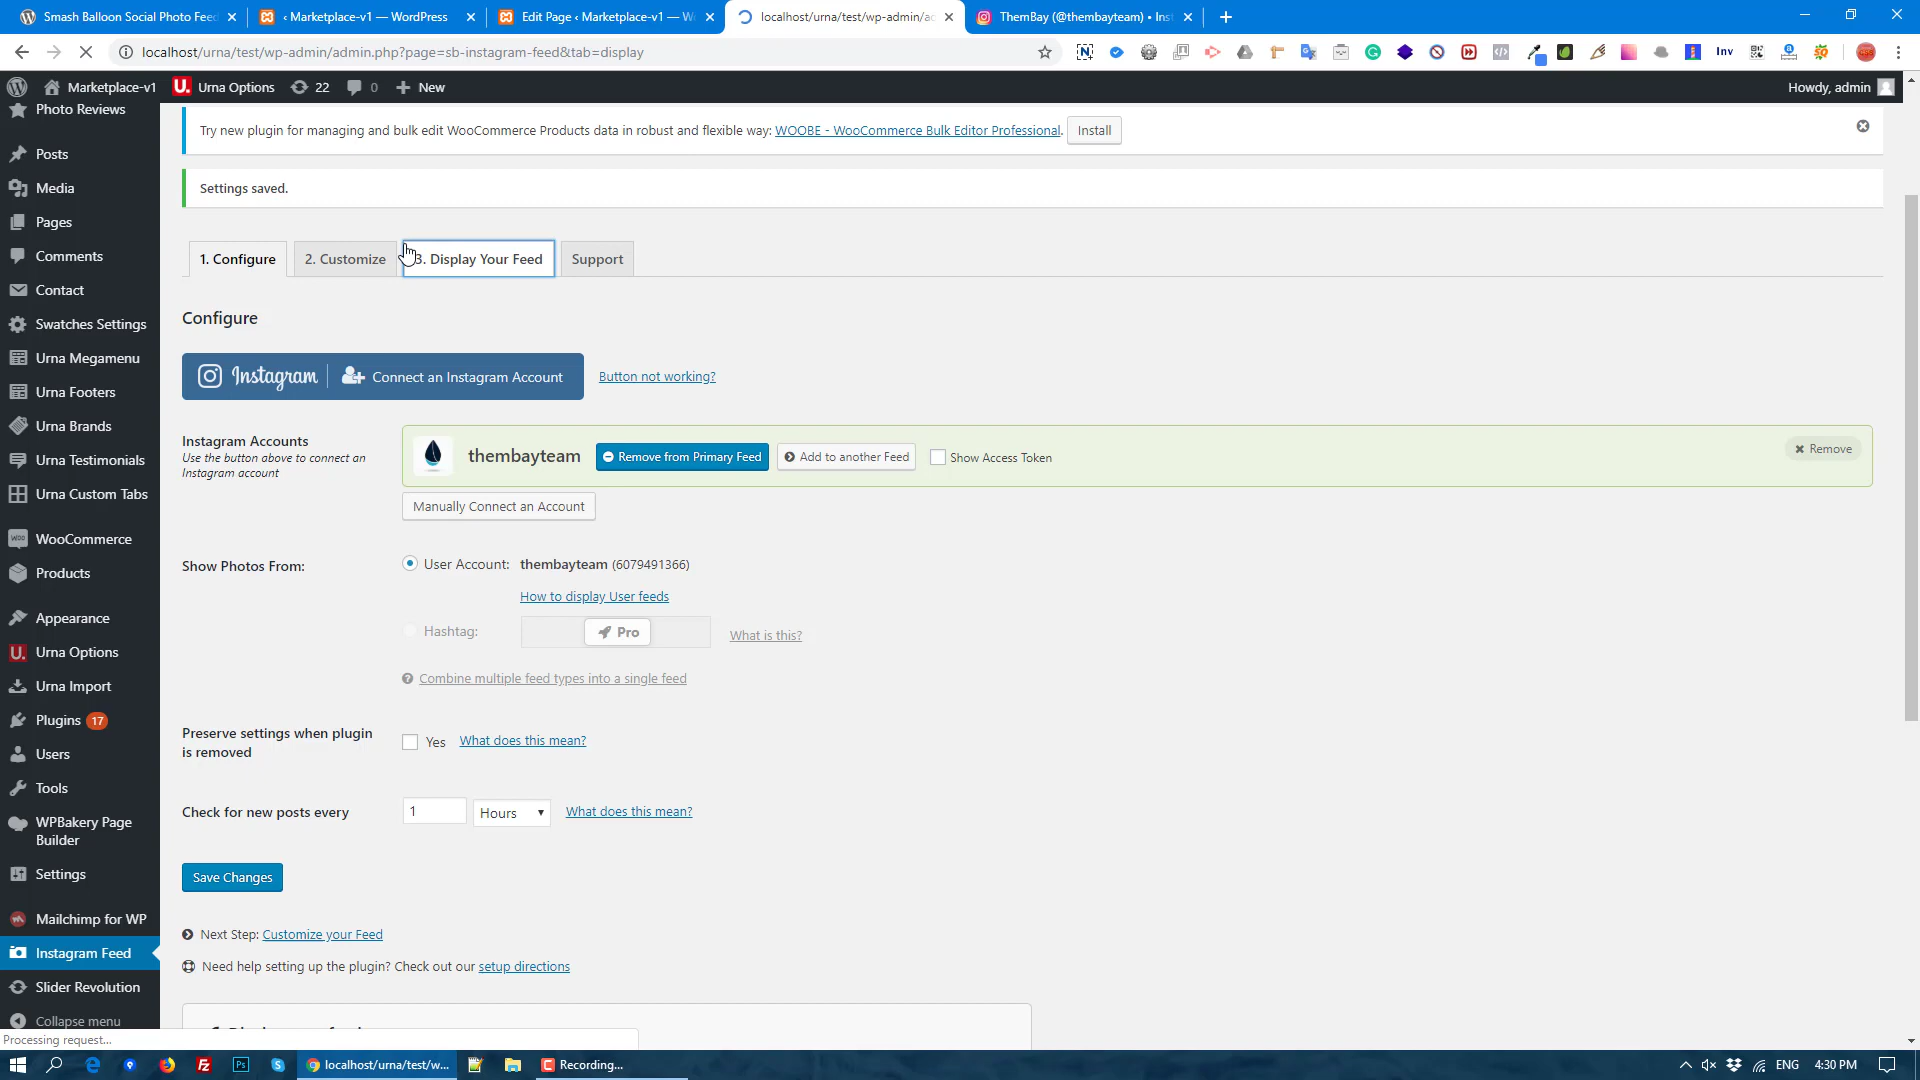 Smash Balloon Social Photo Feed
‹ Marketplace-v1 — WordPress
Edit Page ‹ Marketplace-v1 — W
localhost/urna/test/wp-admin/a
ThemBay (@thembayteam) • Ins
localhost/urna/test/wp-admin/admin.php?page=sb-instagram-feed&tab=display
Inv
Marketplace-v1
U. Urna Options
22
0
New
Howdy, admin
Photo Reviews
Posts
Media
Pages
Comments
Contact
Swatches Settings
Urna Megamenu
Urna Footers
Urna Brands
Urna Testimonials
Urna Custom Tabs
WooCommerce
Products
Appearance
U. Urna Options
Urna Import
Plugins 17
Users
Tools
WPBakery Page
Builder
Settings
Mailchimp for WP
Instagram Feed
Slider Revolution
Collapse menu
Try new plugin for managing and bulk edit WooCommerce Products data in robust and flexible way: WOOBE - WooCommerce Bulk Editor Professional. Install
Settings saved.
1. Configure
2. Customize
3. Display Your Feed
Support
Configure
Instagram Connect an Instagram Account
Button not working?
Instagram Accounts
Use the button above to connect an
Instagram account
thembayteam
Remove from Primary Feed
Add to another Feed
Show Access Token
Remove
Manually Connect an Account
Show Photos From:
User Account: thembayteam (6079491366)
How to display User feeds
Hashtag: Pro What is this?
Combine multiple feed types into a single feed
Preserve settings when plugin
is removed
Yes What does this mean?
Check for new posts every 1 Hours What does this mean?
Save Changes
Next Step: Customize your Feed
Need help setting up the plugin? Check out our setup directions
Processing request...
Ps
localhost/urna/test/w...
Recording...
ENG
4:30 PM